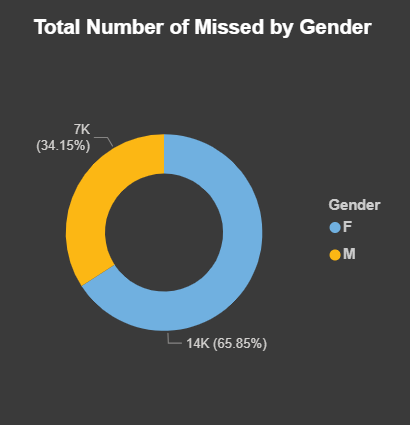 Total Number of Missed by Gender
7K
(34.15%)
Gender
F
M
14K (65.85%)